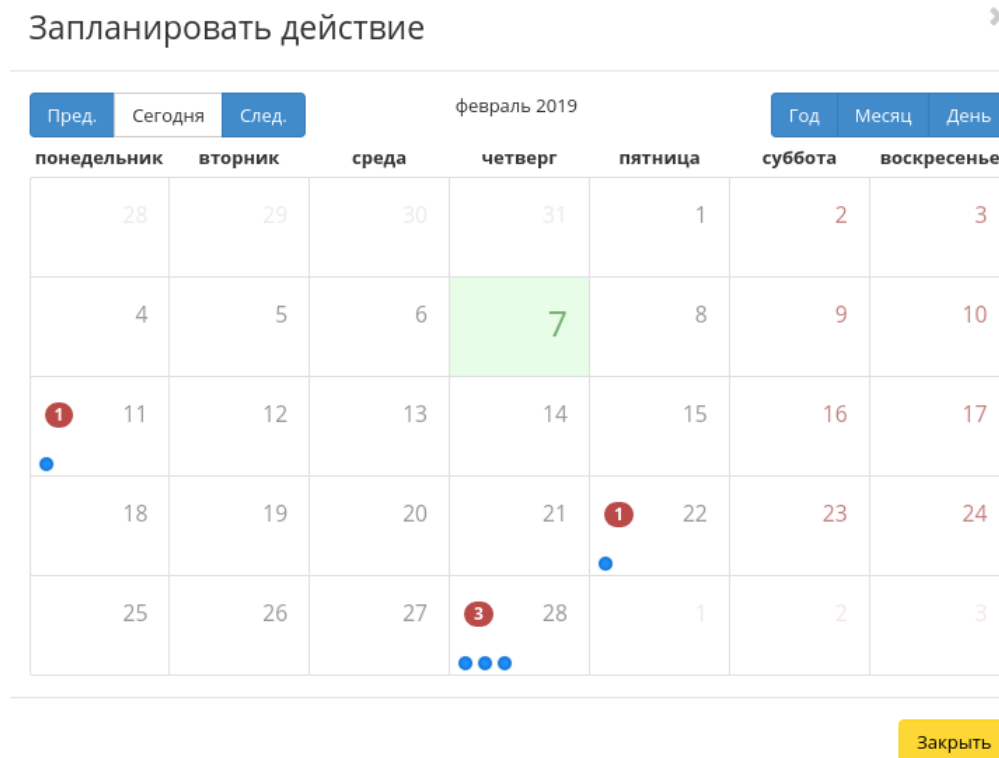 Запланировать действие ×
Пред. Сегодня След. февраль 2019 Год Месяц День
понедельник вторник среда четверг пятница суббота воскресенье
28 29 30 31 1 2 3
4 5 6 7 8 9 10
1 11 12 13 14 15 16 17
18 19 20 21 1 22 23 24
25 26 27 3 28 1 2 3
Закрыть